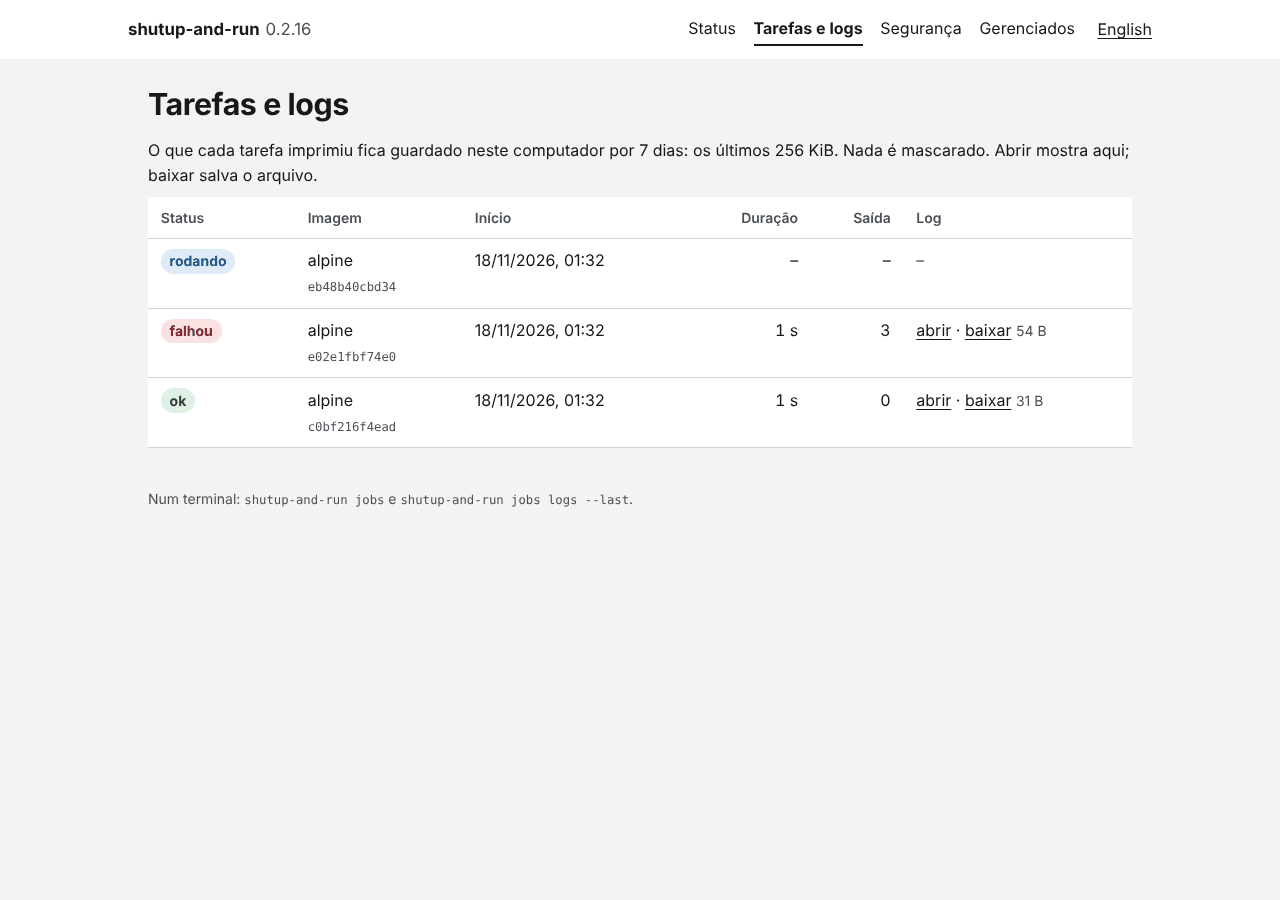 shutup-and-run 0.2.16 Status Tarefas e logs Segurança Gerenciados English
Tarefas e logs
O que cada tarefa imprimiu fica guardado neste computador por 7 dias: os últimos 256 KiB. Nada é mascarado. Abrir mostra aqui;
baixar salva o arquivo.
Status Imagem Início Duração Saída Log
rodando alpine 18/11/2026, 01:32 – – –
eb48b40cbd34
falhou alpine 18/11/2026, 01:32 1 s 3 abrir · baixar 54 B
e02e1fbf74e0
ok alpine 18/11/2026, 01:32 1 s 0 abrir · baixar 31 B
c0bf216f4ead
Num terminal: shutup-and-run jobs e shutup-and-run jobs logs --last.